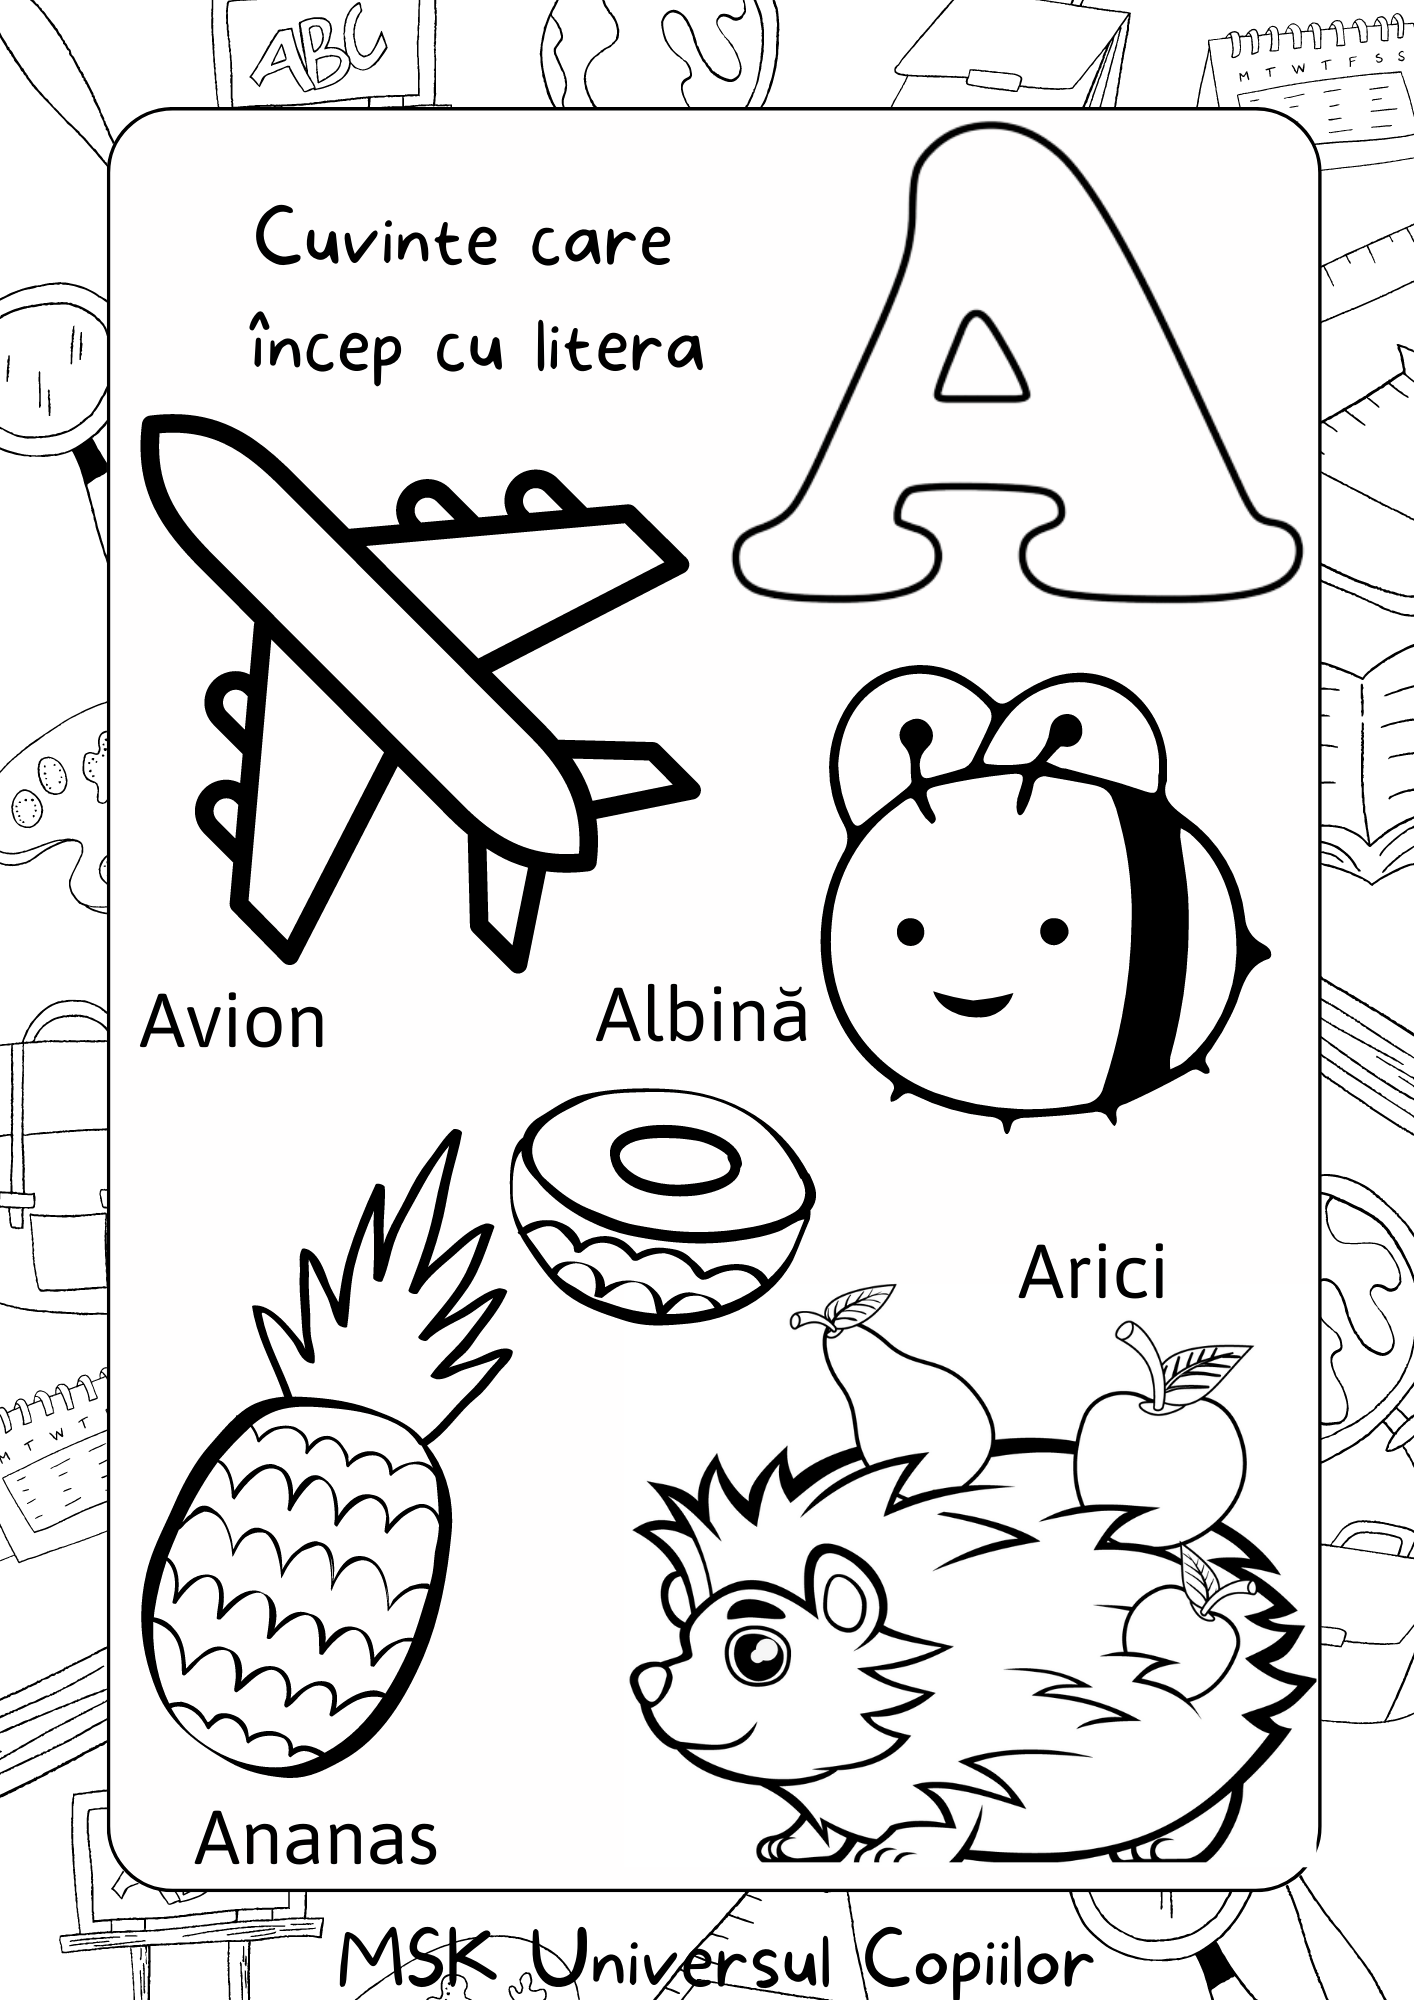 ABC
M T W T F S S
Cuvinte care
încep cu litera
A
Avion
Albină
Arici
M T W T
Ananas
MSK Universul Copiilor